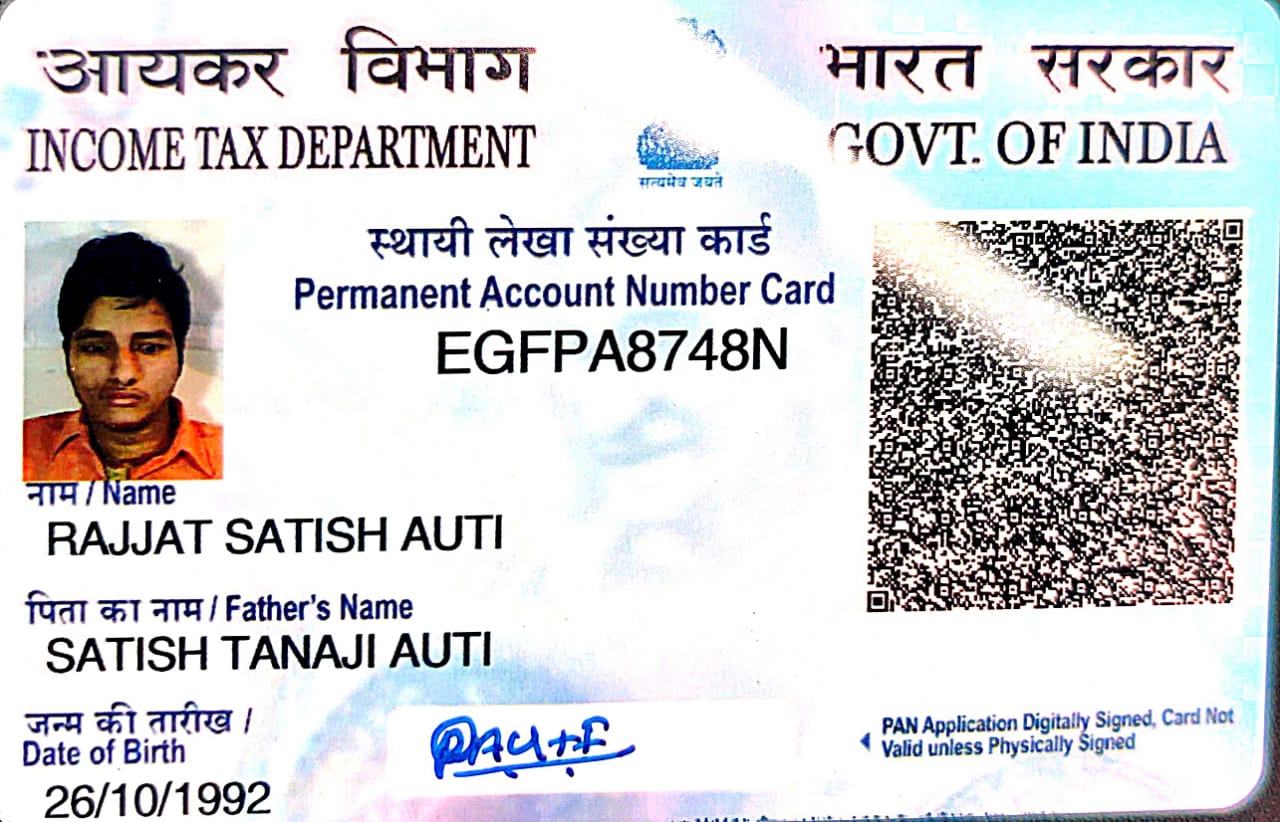 आयकर विभाग
INCOME TAX DEPARTMENT
भारत सरकार
GOVT. OF INDIA
सत्यमेव जयते
स्थायी लेखा संख्या कार्ड
Permanent Account Number Card
EGFPA8748N
नाम / Name
RAJJAT SATISH AUTI
पिता का नाम / Father's Name
SATISH TANAJI AUTI
जन्म की तारीख /
Date of Birth
26/10/1992
PAN Application Digitally Signed, Card Not
Valid unless Physically Signed